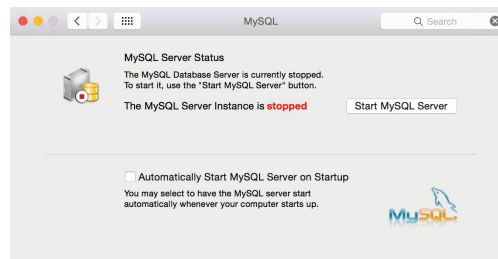 MySQL
Search
MySQL Server Status
The MySQL Database Server is currently stopped.
To start it, use the "Start MySQL Server" button.
The MySQL Server Instance is stopped
Start MySQL Server
Automatically Start MySQL Server on Startup
You may select to have the MySQL server start
automatically whenever your computer starts up.
MySQL